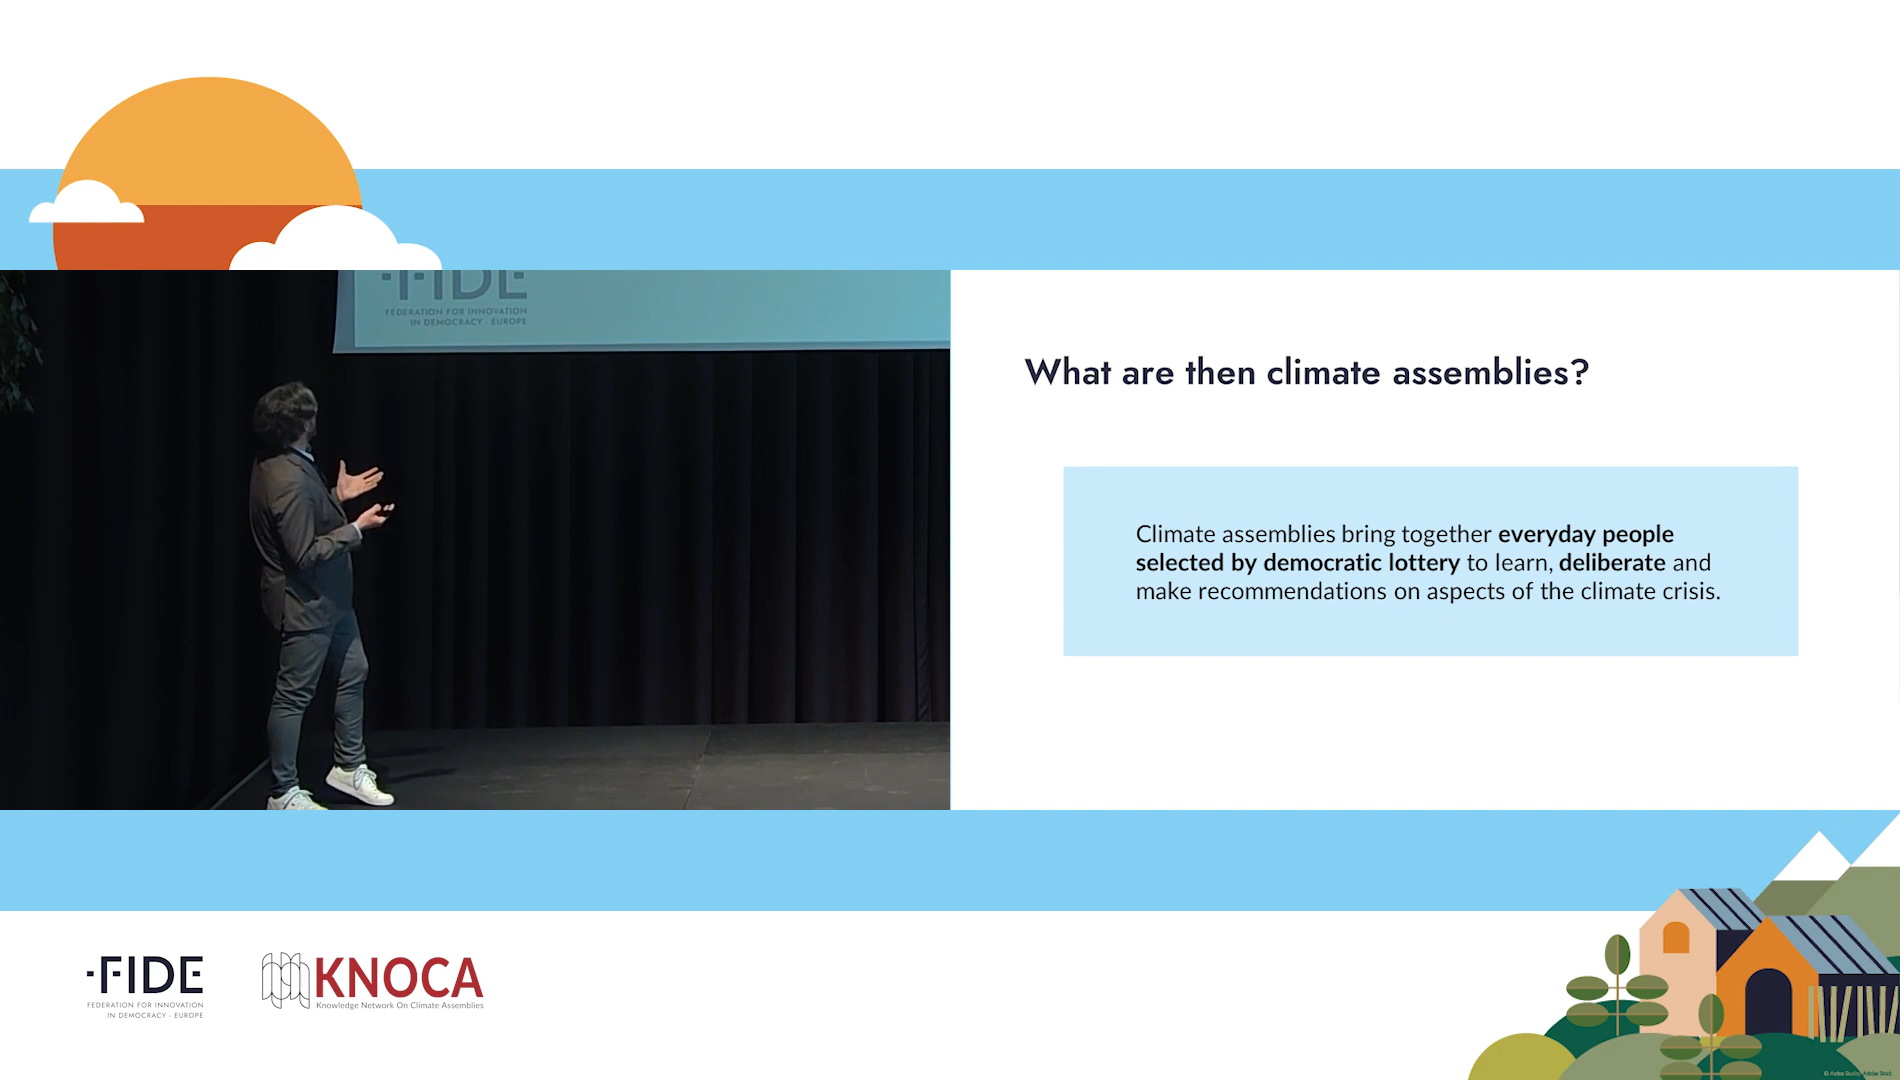 ·FIDE
FEDERATION FOR INNOVATION
IN DEMOCRACY - EUROPE
What are then climate assemblies?
Climate assemblies bring together everyday people
selected by democratic lottery to learn, deliberate and
make recommendations on aspects of the climate crisis.
·FIDE
FEDERATION FOR INNOVATION
IN DEMOCRACY - EUROPE
KNOCA
Knowledge Network On Climate Assemblies